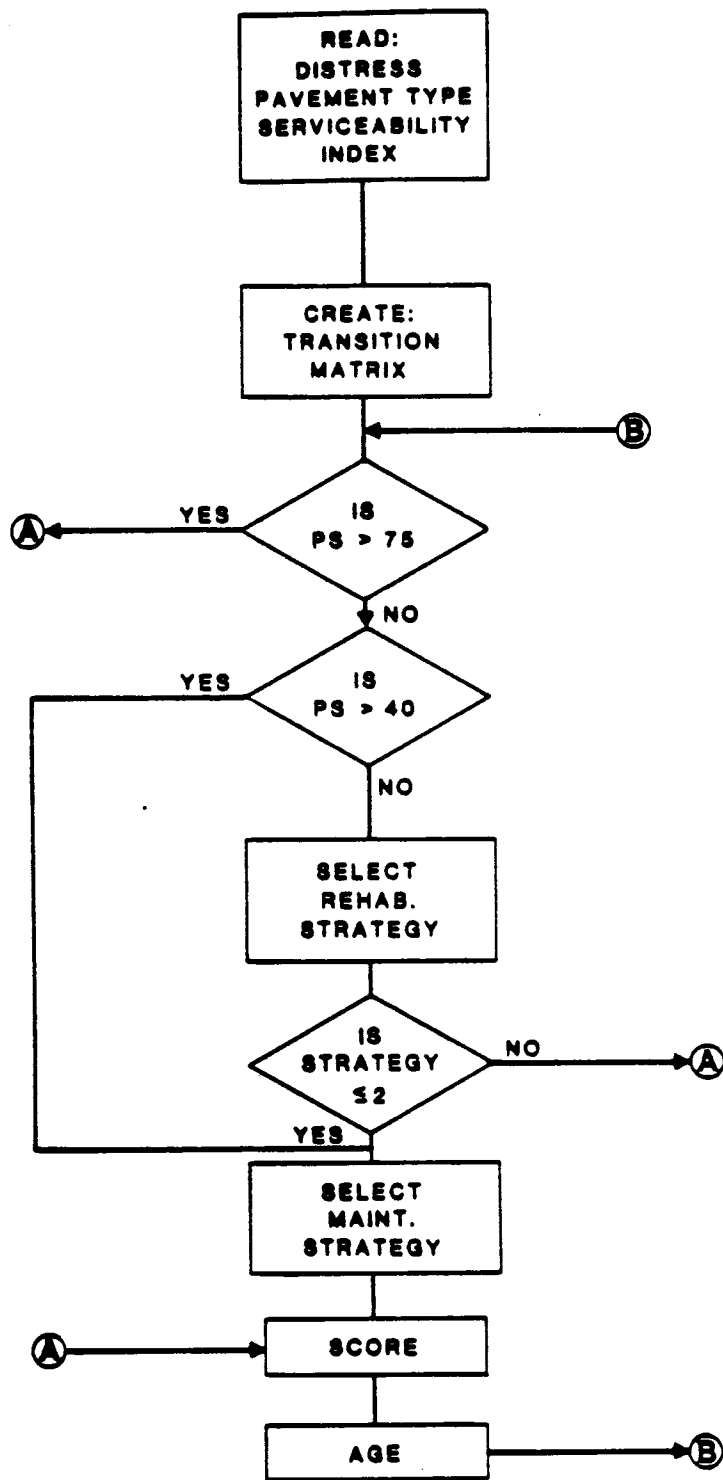 READ:
DISTRESS
PAVEMENT TYPE
SERVICEABILITY
INDEX
CREATE:
TRANSITION
MATRIX
B
IS
PS > 75
YES
A
NO
IS
PS > 40
YES
NO
SELECT
REHAB.
STRATEGY
IS
STRATEGY
≤2
NO
A
YES
SELECT
MAINT.
STRATEGY
A
SCORE
AGE
B